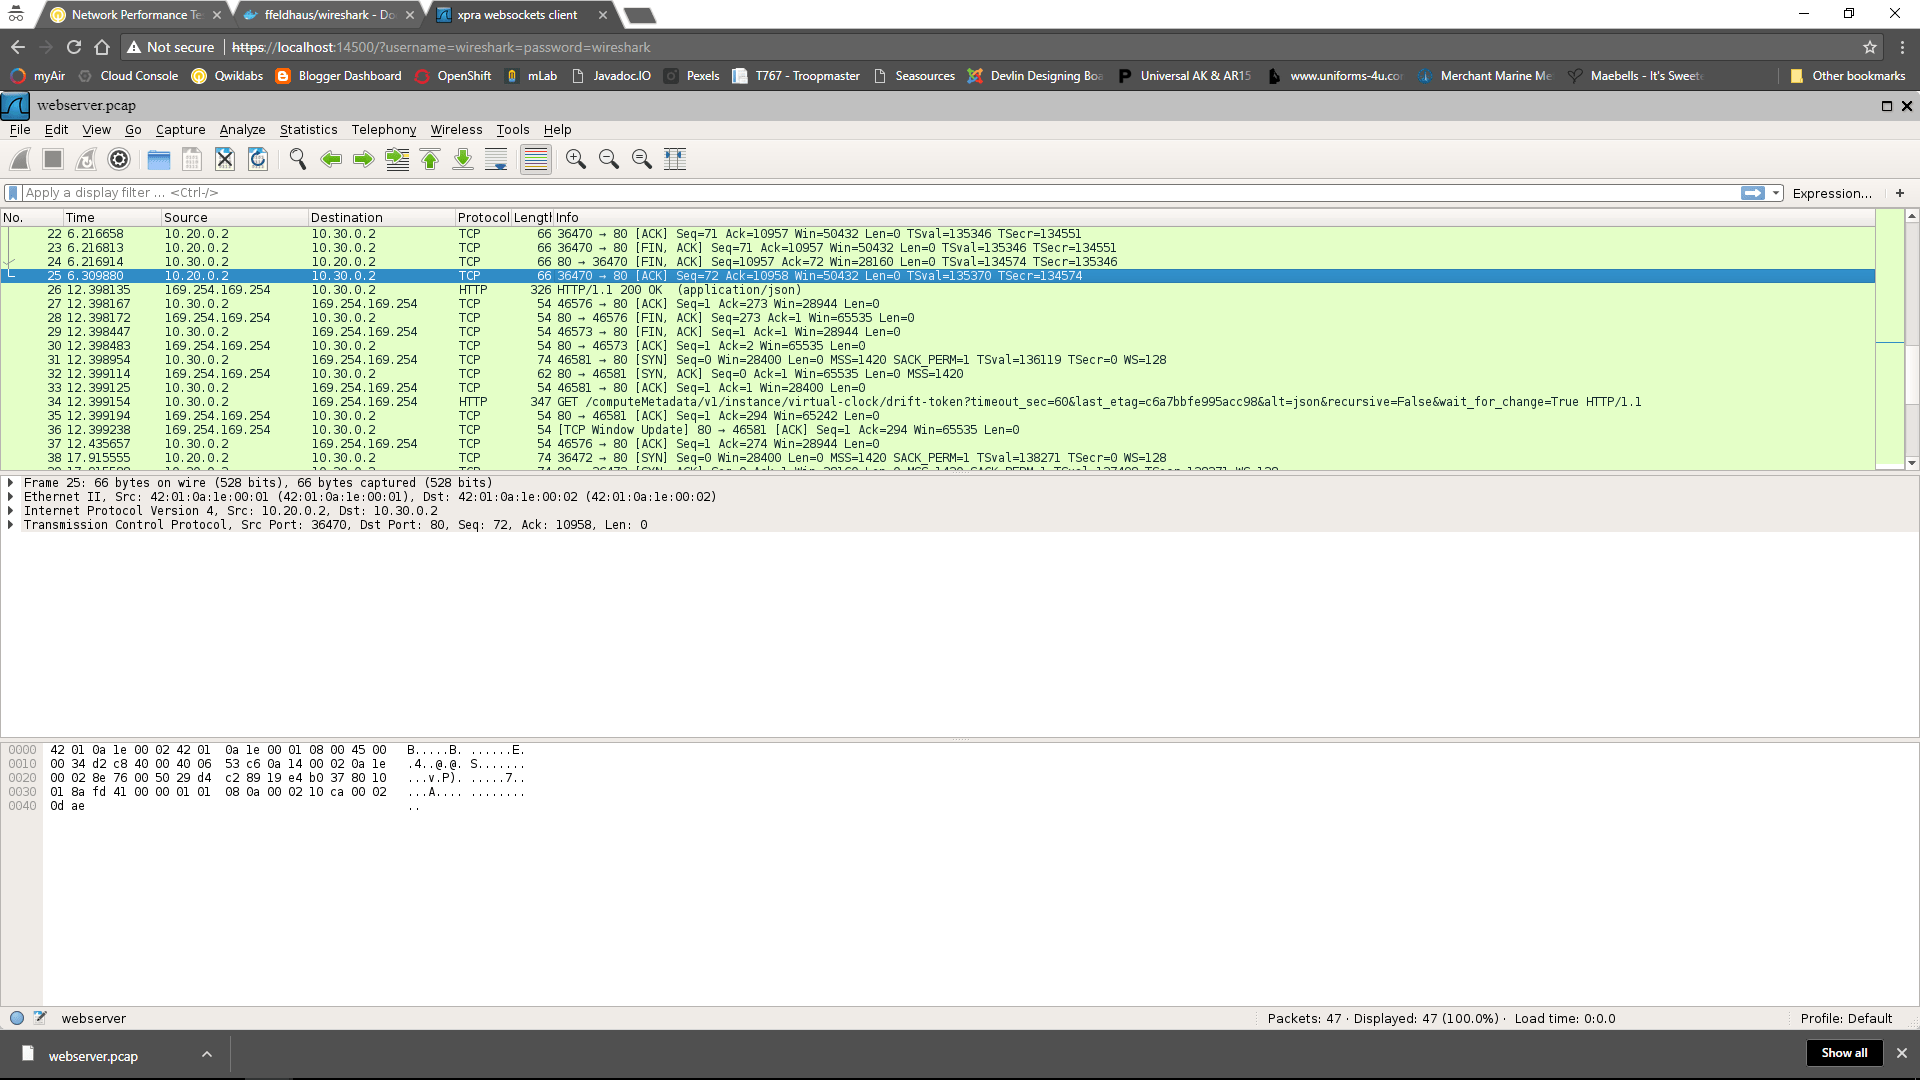 Network Performance Te
ffeldhaus/wireshark - Do
xpra websockets client
Not secure
https://localhost:14500/?username=wireshark=password=wireshark
myAir
Cloud Console
Qwiklabs
Blogger Dashboard
OpenShift
mLab
Javadoc.IO
Pexels
T767 - Troopmaster
Seasources
Devlin Designing Boa
Universal AK & AR15
www.uniforms-4u.co
Merchant Marine Me
Maebells - It's Sweete
Other bookmarks
webserver.pcap
File Edit View Go Capture Analyze Statistics Telephony Wireless Tools Help
Apply a display filter ... <Ctrl-/>
Expression...
+
No. Time Source Destination Protocol Length Info
22 6.216658 10.20.0.2 10.30.0.2 TCP 66 36470 → 80 [ACK] Seq=71 Ack=10957 Win=50432 Len=0 TSval=135346 TSecr=134551
23 6.216813 10.20.0.2 10.30.0.2 TCP 66 36470 → 80 [FIN, ACK] Seq=71 Ack=10957 Win=50432 Len=0 TSval=135346 TSecr=134551
24 6.216914 10.30.0.2 10.20.0.2 TCP 66 80 → 36470 [FIN, ACK] Seq=10957 Ack=72 Win=28160 Len=0 TSval=134574 TSecr=135346
25 6.309880 10.20.0.2 10.30.0.2 TCP 66 36470 → 80 [ACK] Seq=72 Ack=10958 Win=50432 Len=0 TSval=135370 TSecr=134574
26 12.398135 169.254.169.254 10.30.0.2 HTTP 326 HTTP/1.1 200 OK (application/json)
27 12.398167 10.30.0.2 169.254.169.254 TCP 54 46576 → 80 [ACK] Seq=1 Ack=273 Win=28944 Len=0
28 12.398172 169.254.169.254 10.30.0.2 TCP 54 80 → 46576 [FIN, ACK] Seq=273 Ack=1 Win=65535 Len=0
29 12.398447 10.30.0.2 169.254.169.254 TCP 54 46573 → 80 [FIN, ACK] Seq=1 Ack=1 Win=28944 Len=0
30 12.398483 169.254.169.254 10.30.0.2 TCP 54 80 → 46573 [ACK] Seq=1 Ack=2 Win=65535 Len=0
31 12.398954 10.30.0.2 169.254.169.254 TCP 74 46581 → 80 [SYN] Seq=0 Win=28400 Len=0 MSS=1420 SACK_PERM=1 TSval=136119 TSecr=0 WS=128
32 12.399114 169.254.169.254 10.30.0.2 TCP 62 80 → 46581 [SYN, ACK] Seq=0 Ack=1 Win=65535 Len=0 MSS=1420
33 12.399125 10.30.0.2 169.254.169.254 TCP 54 46581 → 80 [ACK] Seq=1 Ack=1 Win=28400 Len=0
34 12.399154 10.30.0.2 169.254.169.254 HTTP 347 GET /computeMetadata/v1/instance/virtual-clock/drift-token?timeout_sec=60&last_etag=c6a7bbfe995acc98&alt=json&recursive=False&wait_for_change=True HTTP/1.1
35 12.399194 169.254.169.254 10.30.0.2 TCP 54 80 → 46581 [ACK] Seq=1 Ack=294 Win=65242 Len=0
36 12.399238 169.254.169.254 10.30.0.2 TCP 54 [TCP Window Update] 80 → 46581 [ACK] Seq=1 Ack=294 Win=65535 Len=0
37 12.435657 10.30.0.2 169.254.169.254 TCP 54 46576 → 80 [ACK] Seq=1 Ack=274 Win=28944 Len=0
38 17.915555 10.20.0.2 10.30.0.2 TCP 74 36472 → 80 [SYN] Seq=0 Win=28400 Len=0 MSS=1420 SACK_PERM=1 TSval=138271 TSecr=0 WS=128
Frame 25: 66 bytes on wire (528 bits), 66 bytes captured (528 bits)
Ethernet II, Src: 42:01:0a:1e:00:01 (42:01:0a:1e:00:01), Dst: 42:01:0a:1e:00:02 (42:01:0a:1e:00:02)
Internet Protocol Version 4, Src: 10.20.0.2, Dst: 10.30.0.2
Transmission Control Protocol, Src Port: 36470, Dst Port: 80, Seq: 72, Ack: 10958, Len: 0
0000 42 01 0a 1e 00 02 42 01 0a 1e 00 01 08 00 45 00 B.....B. ......E.
0010 00 34 d2 c8 40 00 40 06 53 c6 0a 14 00 02 0a 1e .4..@.@. S.......
0020 00 02 8e 76 00 50 29 d4 c2 89 19 e4 b0 37 80 10 ...v.P). .....7..
0030 01 8a fd 41 00 00 01 01 08 0a 00 02 10 ca 00 02 ...A.... ........
0040 0d ae ..
webserver
Packets: 47 · Displayed: 47 (100.0%) · Load time: 0:0.0
Profile: Default
webserver.pcap
Show all